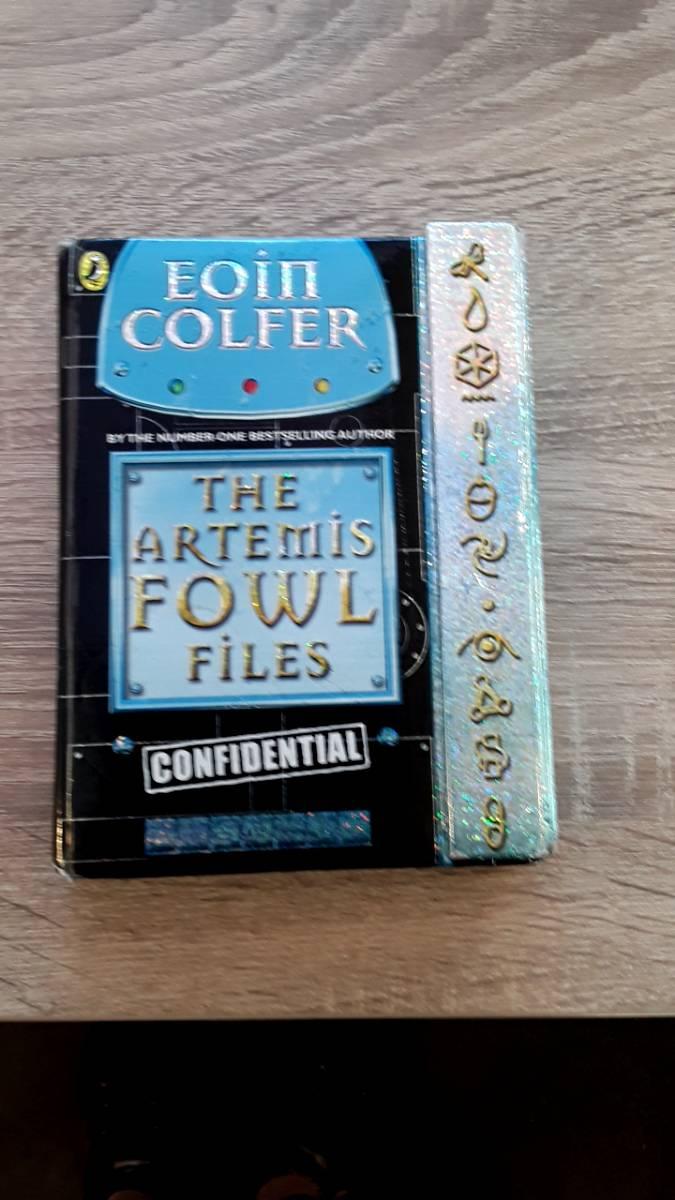 EOIN
COLFER
BY THE NUMBER-ONE BESTSELLING AUTHOR
THE
ARTEMIS
FOWL
FILES
CONFIDENTIAL